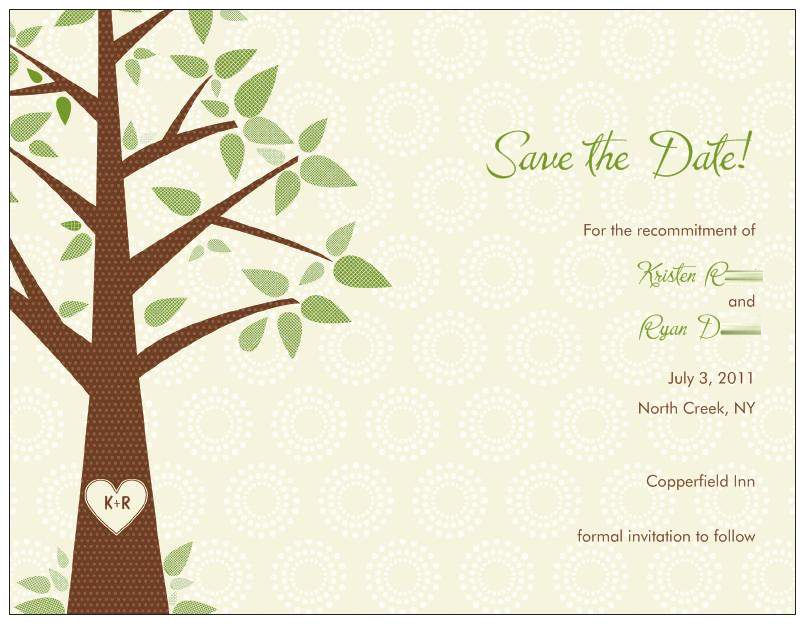 Save the Date!
For the recommitment of
Kristen R
and
Ryan D
July 3, 2011
North Creek, NY
Copperfield Inn
formal invitation to follow
K+R